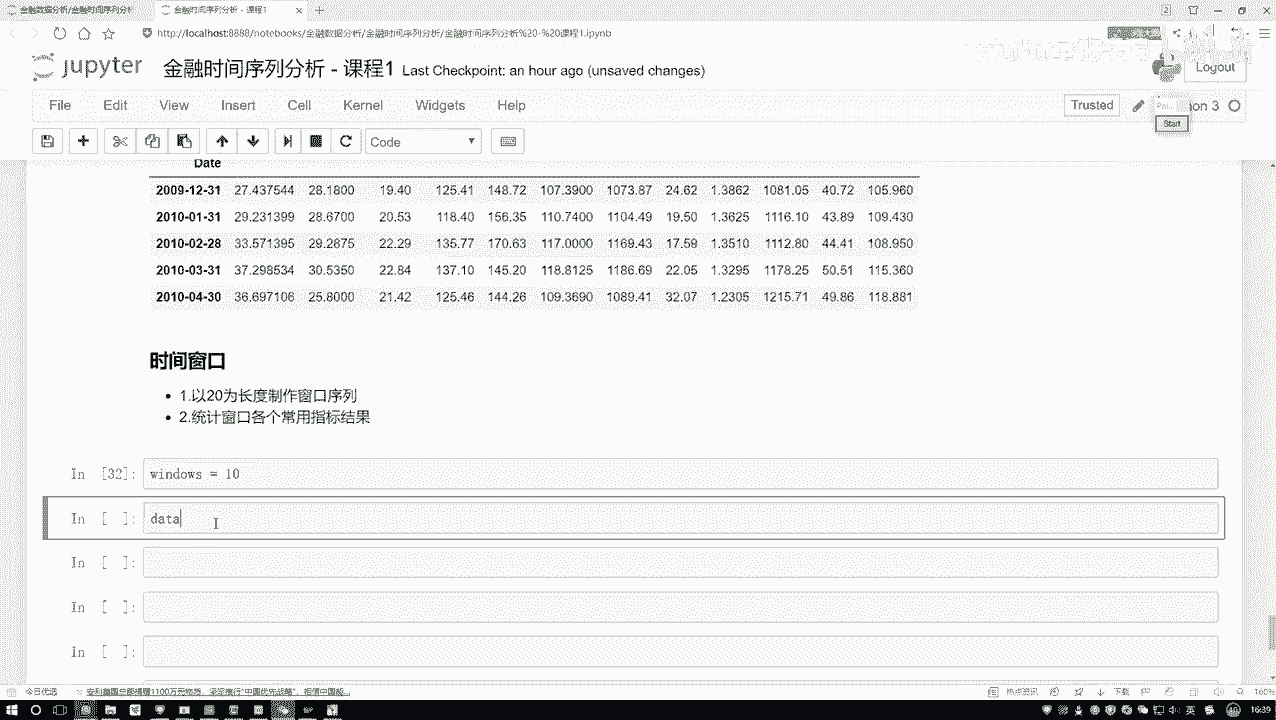 金融数据分析/金融时间序列分析/
金融时间序列分析 - 课程1
http://localhost:8888/notebooks/金融数据分析/金融时间序列分析/金融时间序列分析%20-%20课程1.ipynb
jupyter 金融时间序列分析 - 课程1 Last Checkpoint: an hour ago (unsaved changes)
Logout
File Edit View Insert Cell Kernel Widgets Help
Trusted
Start
Code
Date
2009-12-31 27.437544 28.1800 19.40 125.41 148.72 107.3900 1073.87 24.62 1.3862 1081.05 40.72 105.960
2010-01-31 29.231399 28.6700 20.53 118.40 156.35 110.7400 1104.49 19.50 1.3625 1116.10 43.89 109.430
2010-02-28 33.571395 29.2875 22.29 135.77 170.63 117.0000 1169.43 17.59 1.3510 1112.80 44.41 108.950
2010-03-31 37.298534 30.5350 22.84 137.10 145.20 118.8125 1186.69 22.05 1.3295 1178.25 50.51 115.360
2010-04-30 36.697106 25.8000 21.42 125.46 144.26 109.3690 1089.41 32.07 1.2305 1215.71 49.86 118.881
时间窗口
1.以20为长度制作窗口序列
2.统计窗口各个常用指标结果
In [32]: windows = 10
In [ ]: data
In [ ]:
In [ ]:
In [ ]:
今日优选
热点资讯
下载
160%
英
16:39